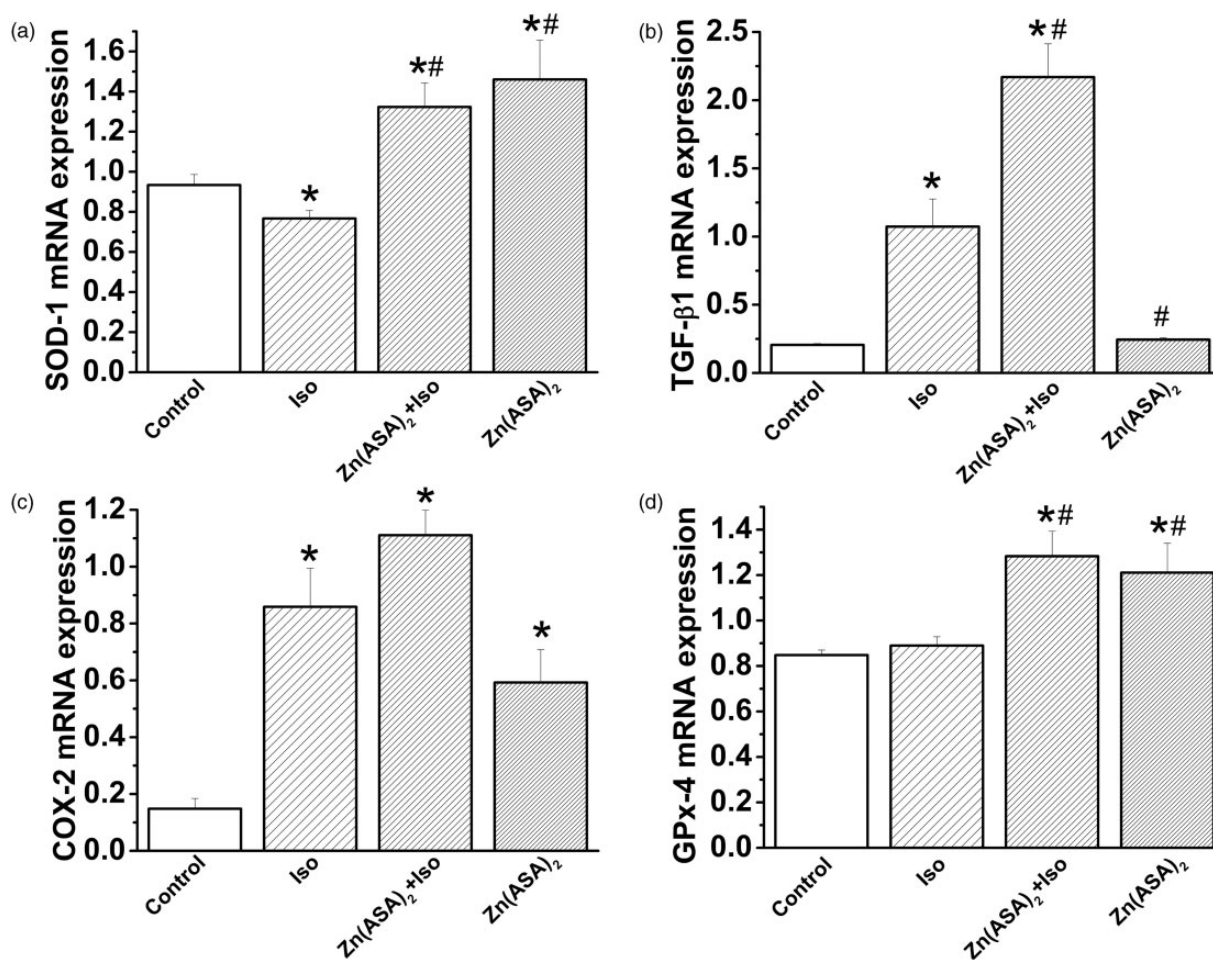 (a)
SOD-1 mRNA expression
1.6
1.4
1.2
1.0
0.8
0.6
0.4
0.2
0.0
*
*#
*#
Control
Iso
Zn(ASA)₂+Iso
Zn(ASA)₂
(b)
TGF-β1 mRNA expression
2.5
2.0
1.5
1.0
0.5
0.0
*
*#
#
Control
Iso
Zn(ASA)₂+Iso
Zn(ASA)₂
(c)
COX-2 mRNA expression
1.2
1.0
0.8
0.6
0.4
0.2
0.0
*
*
*
Control
Iso
Zn(ASA)₂+Iso
Zn(ASA)₂
(d)
GPx-4 mRNA expression
1.4
1.2
1.0
0.8
0.6
0.4
0.2
0.0
*#
*#
Control
Iso
Zn(ASA)₂+Iso
Zn(ASA)₂